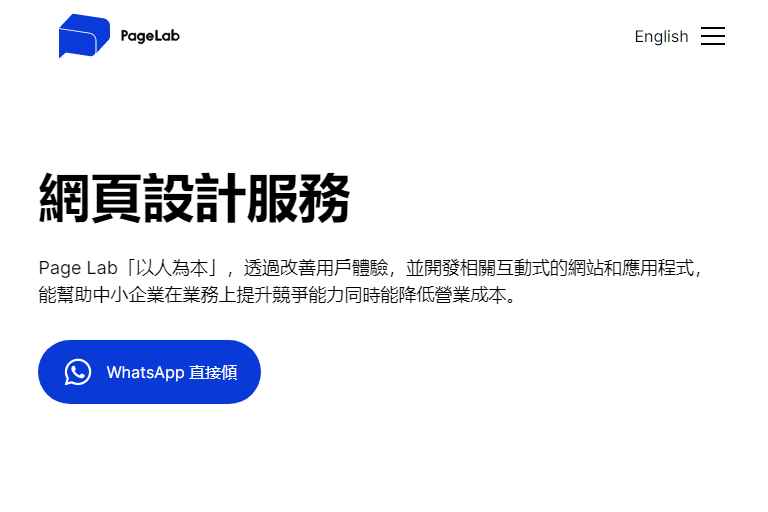 PageLab
English
網頁設計服務
Page Lab「以人為本」，透過改善用戶體驗，並開發相關互動式的網站和應用程式，
能幫助中小企業在業務上提升競爭能力同時能降低營業成本。
WhatsApp 直接傾